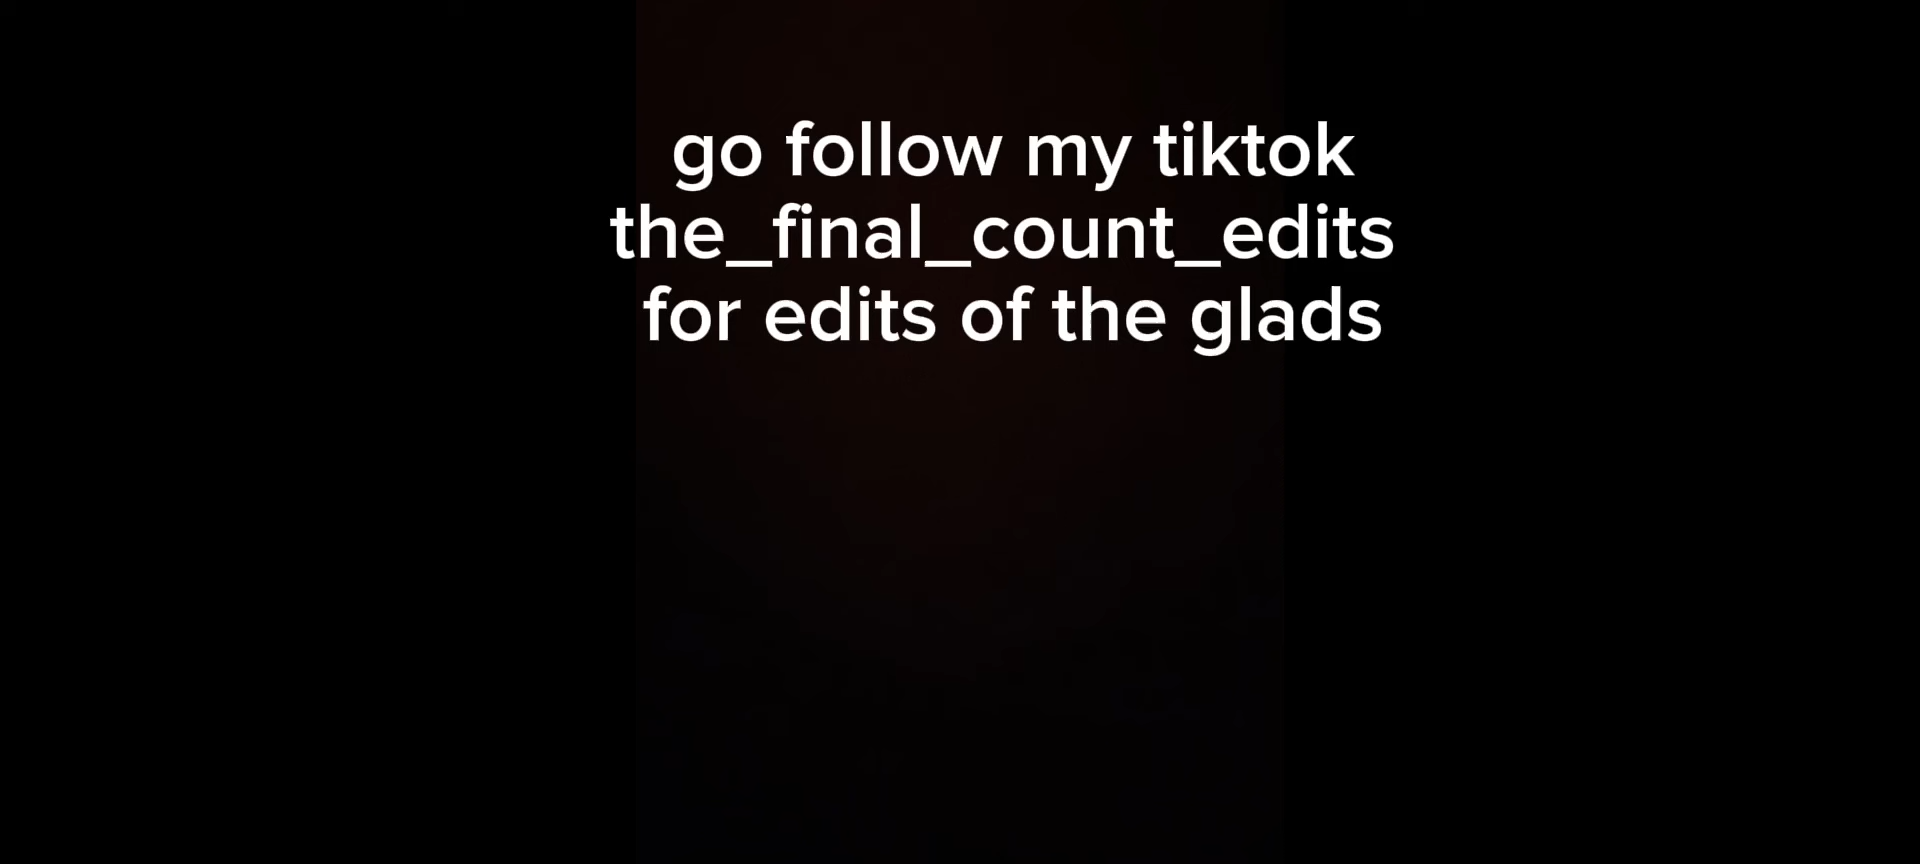 go follow my tiktok
the_final_count_edits
for edits of the glads